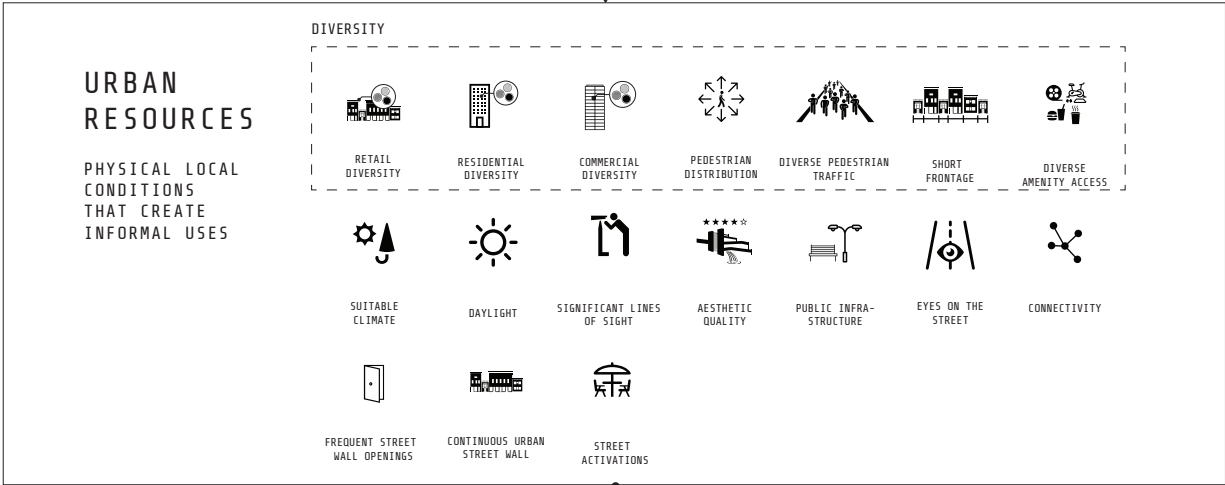 DIVERSITY
URBAN
RESOURCES
PHYSICAL LOCAL
CONDITIONS
THAT CREATE
INFORMAL USES
RETAIL
DIVERSITY
RESIDENTIAL
DIVERSITY
COMMERCIAL
DIVERSITY
PEDESTRIAN
DISTRIBUTION
DIVERSE PEDESTRIAN
TRAFFIC
SHORT
FRONTAGE
DIVERSE
AMENITY ACCESS
SUITABLE
CLIMATE
DAYLIGHT
SIGNIFICANT LINES
OF SIGHT
AESTHETIC
QUALITY
PUBLIC INFRA-
STRUCTURE
EYES ON THE
STREET
CONNECTIVITY
FREQUENT STREET
WALL OPENINGS
CONTINUOUS URBAN
STREET WALL
STREET
ACTIVATIONS